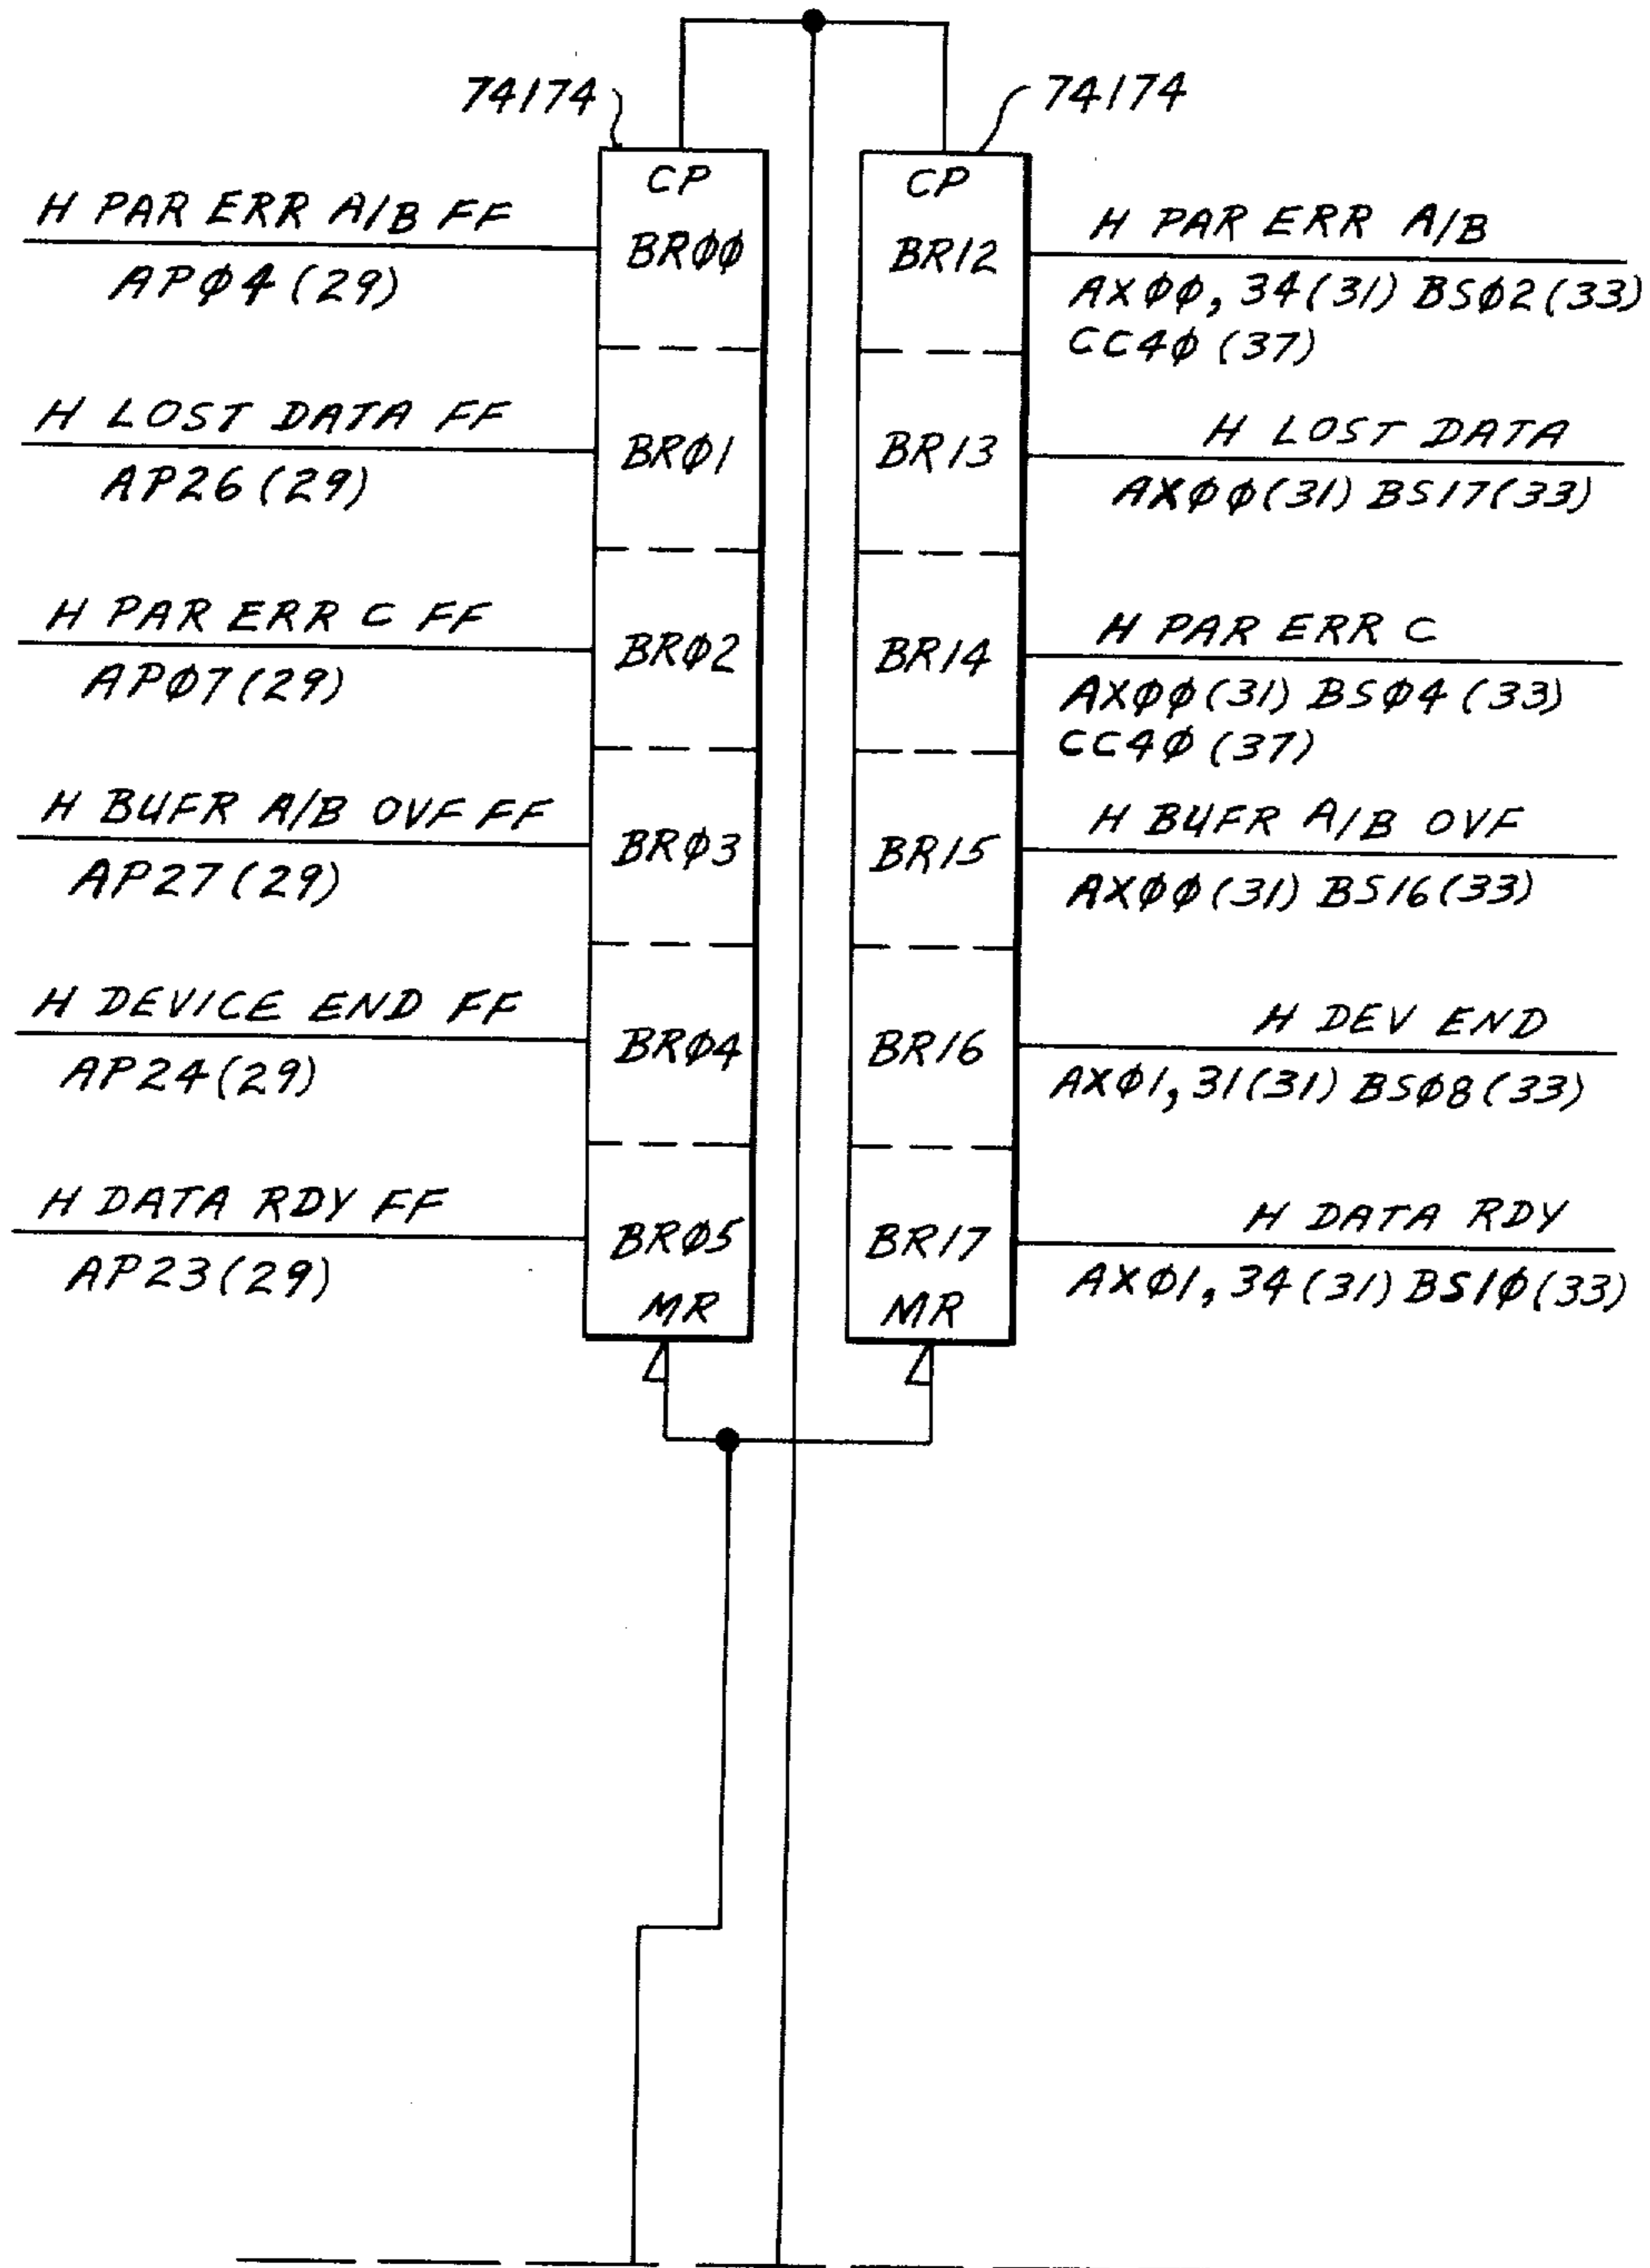 74174
74174
CP
CP
H PAR ERR A/B FF
BRØØ
BR12
H PAR ERR A/B
APØ4 (29)
AXØØ, 34(31) BSØ2(33)
CC4Ø (37)
H LOST DATA FF
BRØ1
BR13
H LOST DATA
AP26 (29)
AXØØ(31) BS17(33)
H PAR ERR C FF
BRØ2
BR14
H PAR ERR C
APØ7(29)
AXØØ(31) BSØ4 (33)
CC4Ø (37)
H BUFR A/B OVF FF
BRØ3
BR15
H BUFR A/B OVF
AP27(29)
AXØØ(31) BS16(33)
H DEVICE END FF
BRØ4
BR16
H DEV END
AP24(29)
AXØ1, 31(31) BSØ8(33)
H DATA RDY FF
BRØ5
BR17
H DATA RDY
AP23(29)
AXØ1, 34(31) BS1Ø(33)
MR
MR